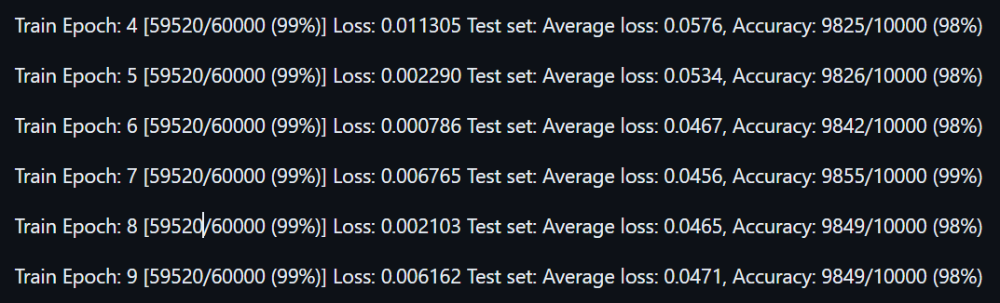 Train Epoch: 4 [59520/60000 (99%)] Loss: 0.011305 Test set: Average loss: 0.0576, Accuracy: 9825/10000 (98%)
Train Epoch: 5 [59520/60000 (99%)] Loss: 0.002290 Test set: Average loss: 0.0534, Accuracy: 9826/10000 (98%)
Train Epoch: 6 [59520/60000 (99%)] Loss: 0.000786 Test set: Average loss: 0.0467, Accuracy: 9842/10000 (98%)
Train Epoch: 7 [59520/60000 (99%)] Loss: 0.006765 Test set: Average loss: 0.0456, Accuracy: 9855/10000 (99%)
Train Epoch: 8 [59520/60000 (99%)] Loss: 0.002103 Test set: Average loss: 0.0465, Accuracy: 9849/10000 (98%)
Train Epoch: 9 [59520/60000 (99%)] Loss: 0.006162 Test set: Average loss: 0.0471, Accuracy: 9849/10000 (98%)